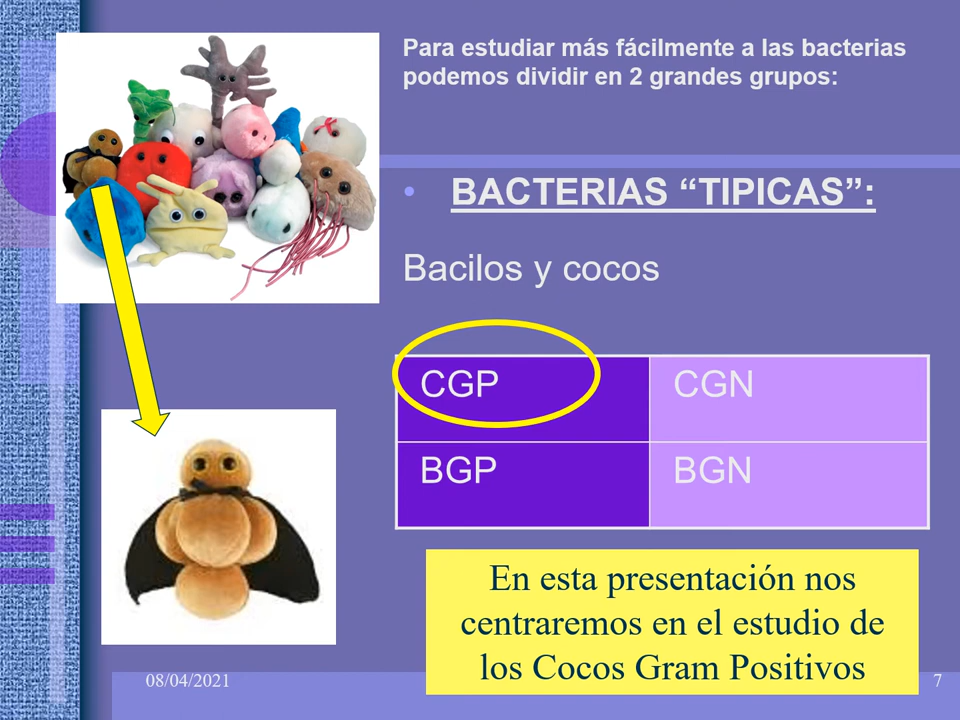 Para estudiar más fácilmente a las bacterias
podemos dividir en 2 grandes grupos:
• BACTERIAS “TIPICAS”:
Bacilos y cocos
CGP CGN
BGP BGN
En esta presentación nos
centraremos en el estudio de
los Cocos Gram Positivos
08/04/2021 7